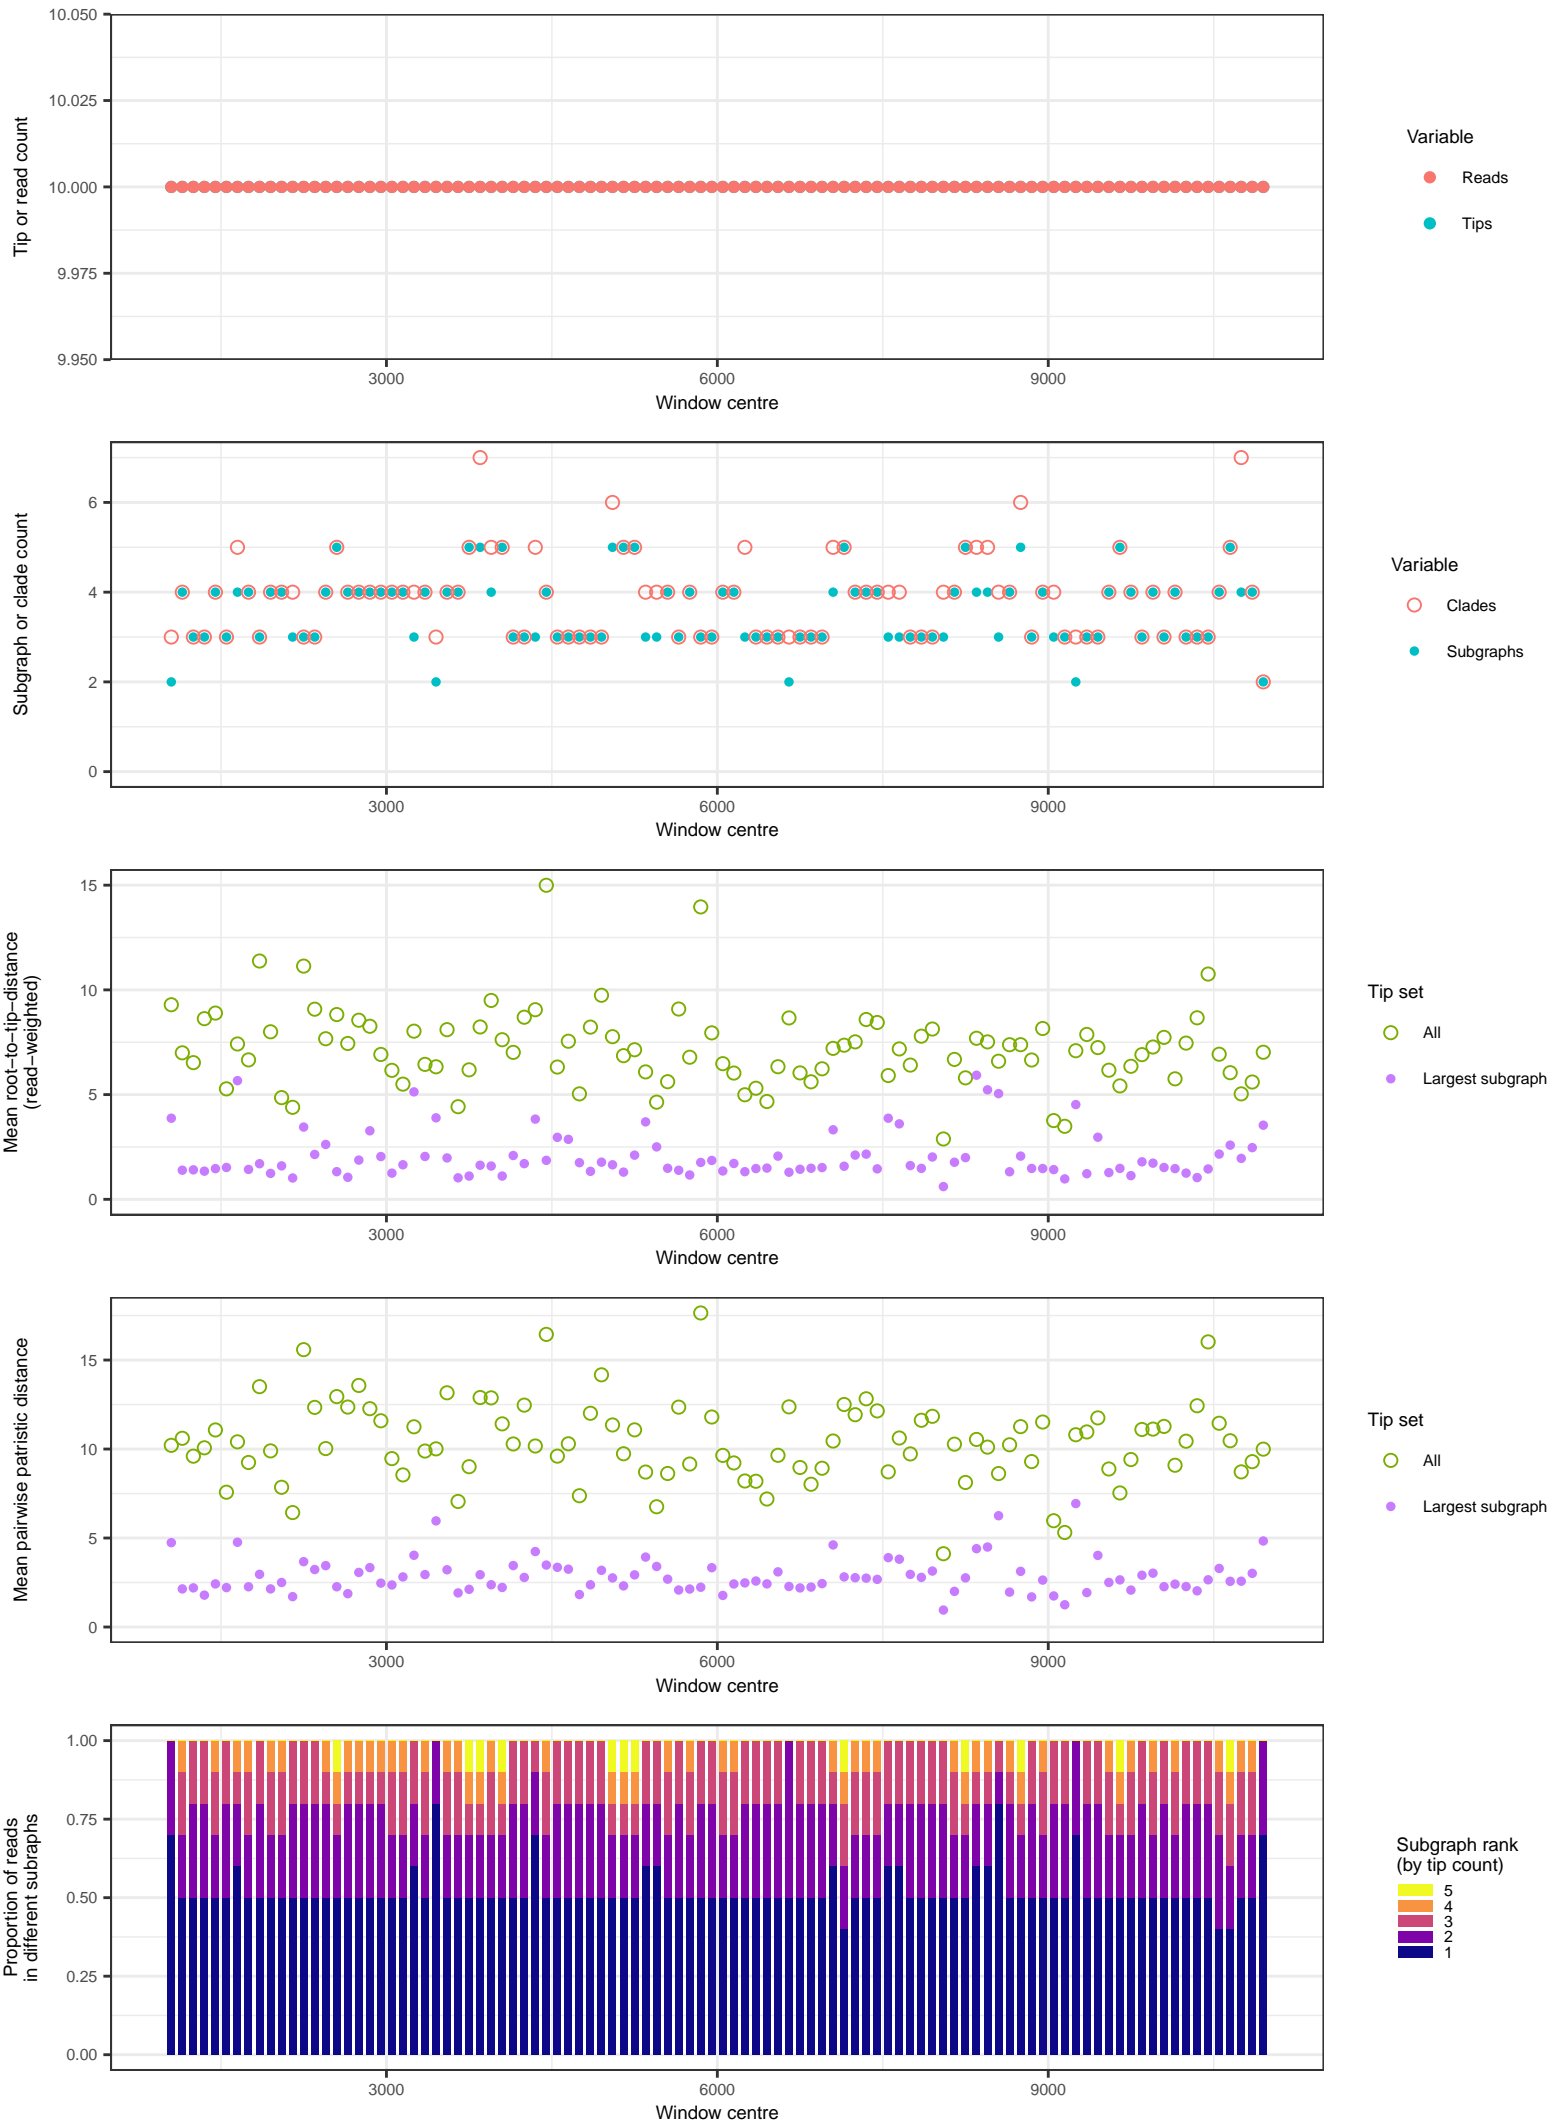 10.050
10.025
10.000
9.975
9.950
Tip or read count
3000 6000 9000
Window centre
Variable
Reads
Tips
6
4
2
0
Subgraph or clade count
3000 6000 9000
Window centre
Variable
Clades
Subgraphs
15
10
5
0
Mean root−to−tip−distance
(read−weighted)
3000 6000 9000
Window centre
Tip set
All
Largest subgraph
15
10
5
0
Mean pairwise patristic distance
3000 6000 9000
Window centre
Tip set
All
Largest subgraph
1.00
0.75
0.50
0.25
0.00
Proportion of reads
in different subraphs
3000 6000 9000
Window centre
Subgraph rank
(by tip count)
5
4
3
2
1